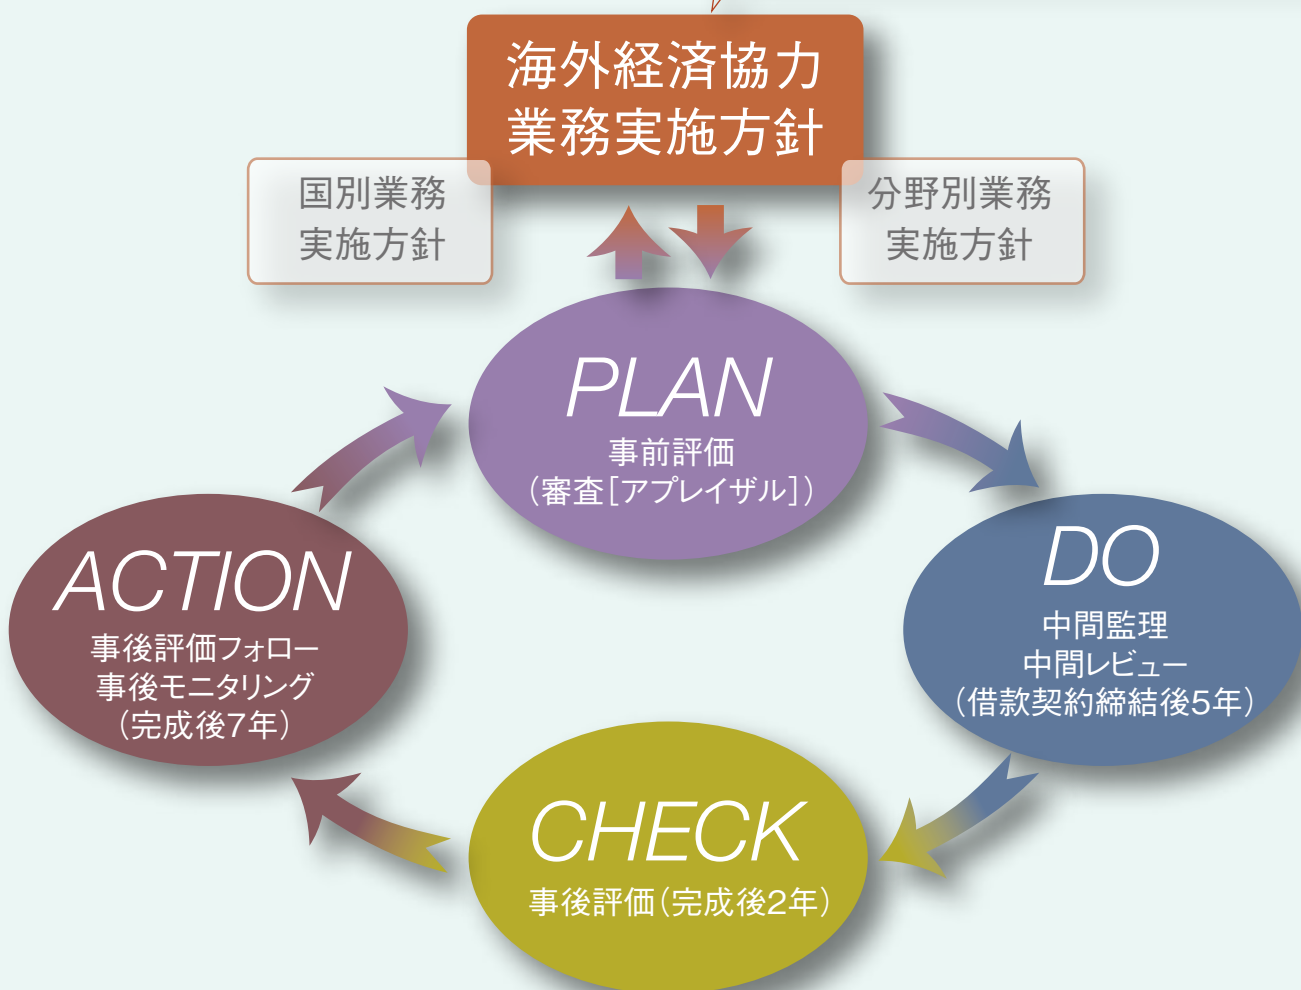 海外経済協力
業務実施方針
国別業務
実施方針
分野別業務
実施方針
PLAN
事前評価
（審査［アプレイザル］）
DO
中間監理
中間レビュー
（借款契約締結後5年）
CHECK
事後評価（完成後2年）
ACTION
事後評価フォロー
事後モニタリング
（完成後7年）